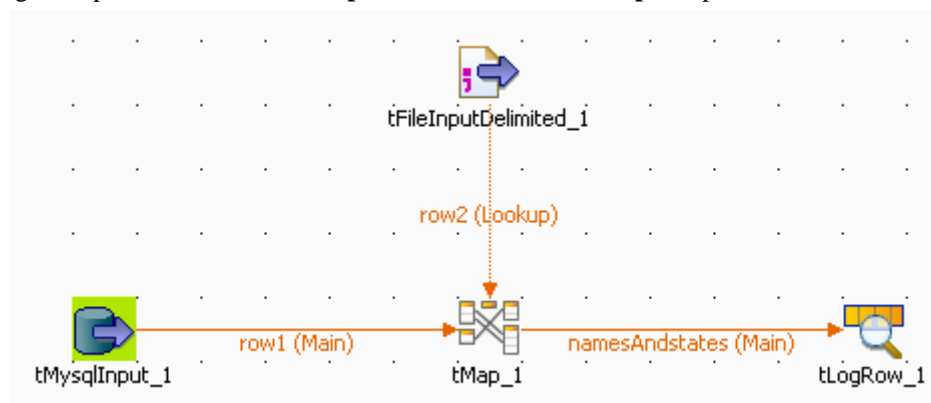 tFileInputDelimited_1
row2 (Lookup)
row1 (Main)
namesAndstates (Main)
tMysqlInput_1
tMap_1
tLogRow_1